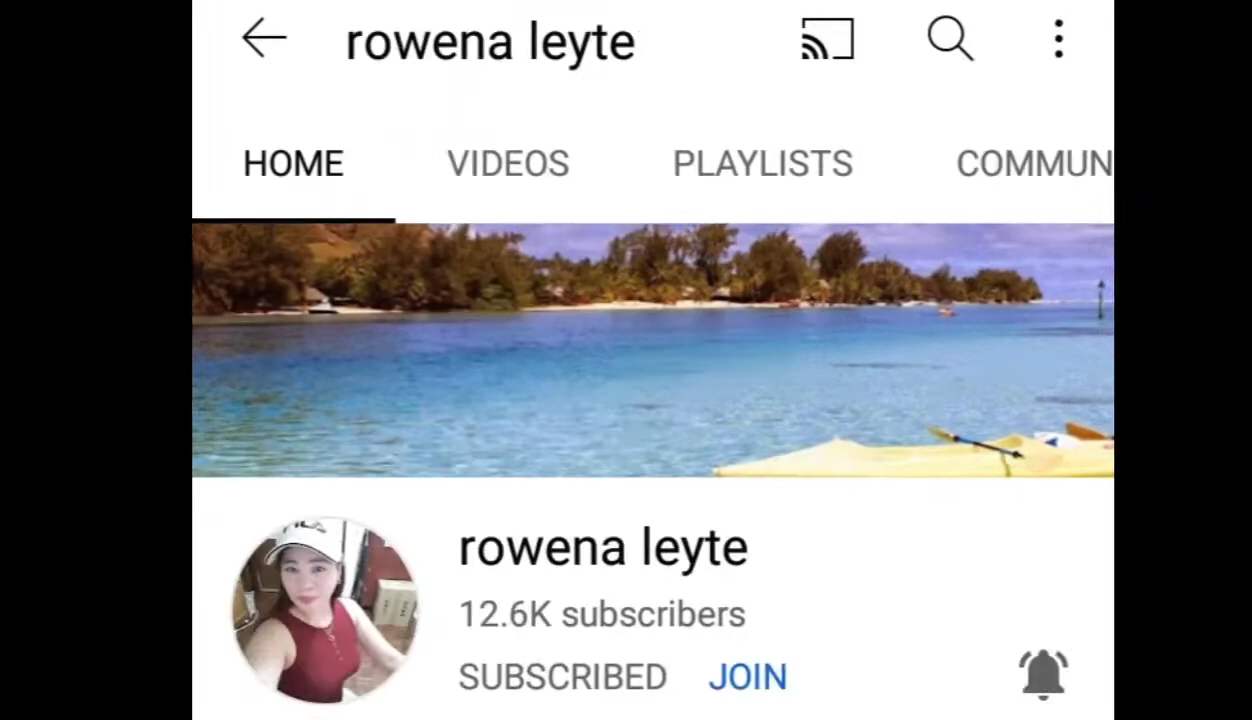 rowena leyte
HOME VIDEOS PLAYLISTS COMMUN
rowena leyte
12.6K subscribers
SUBSCRIBED JOIN